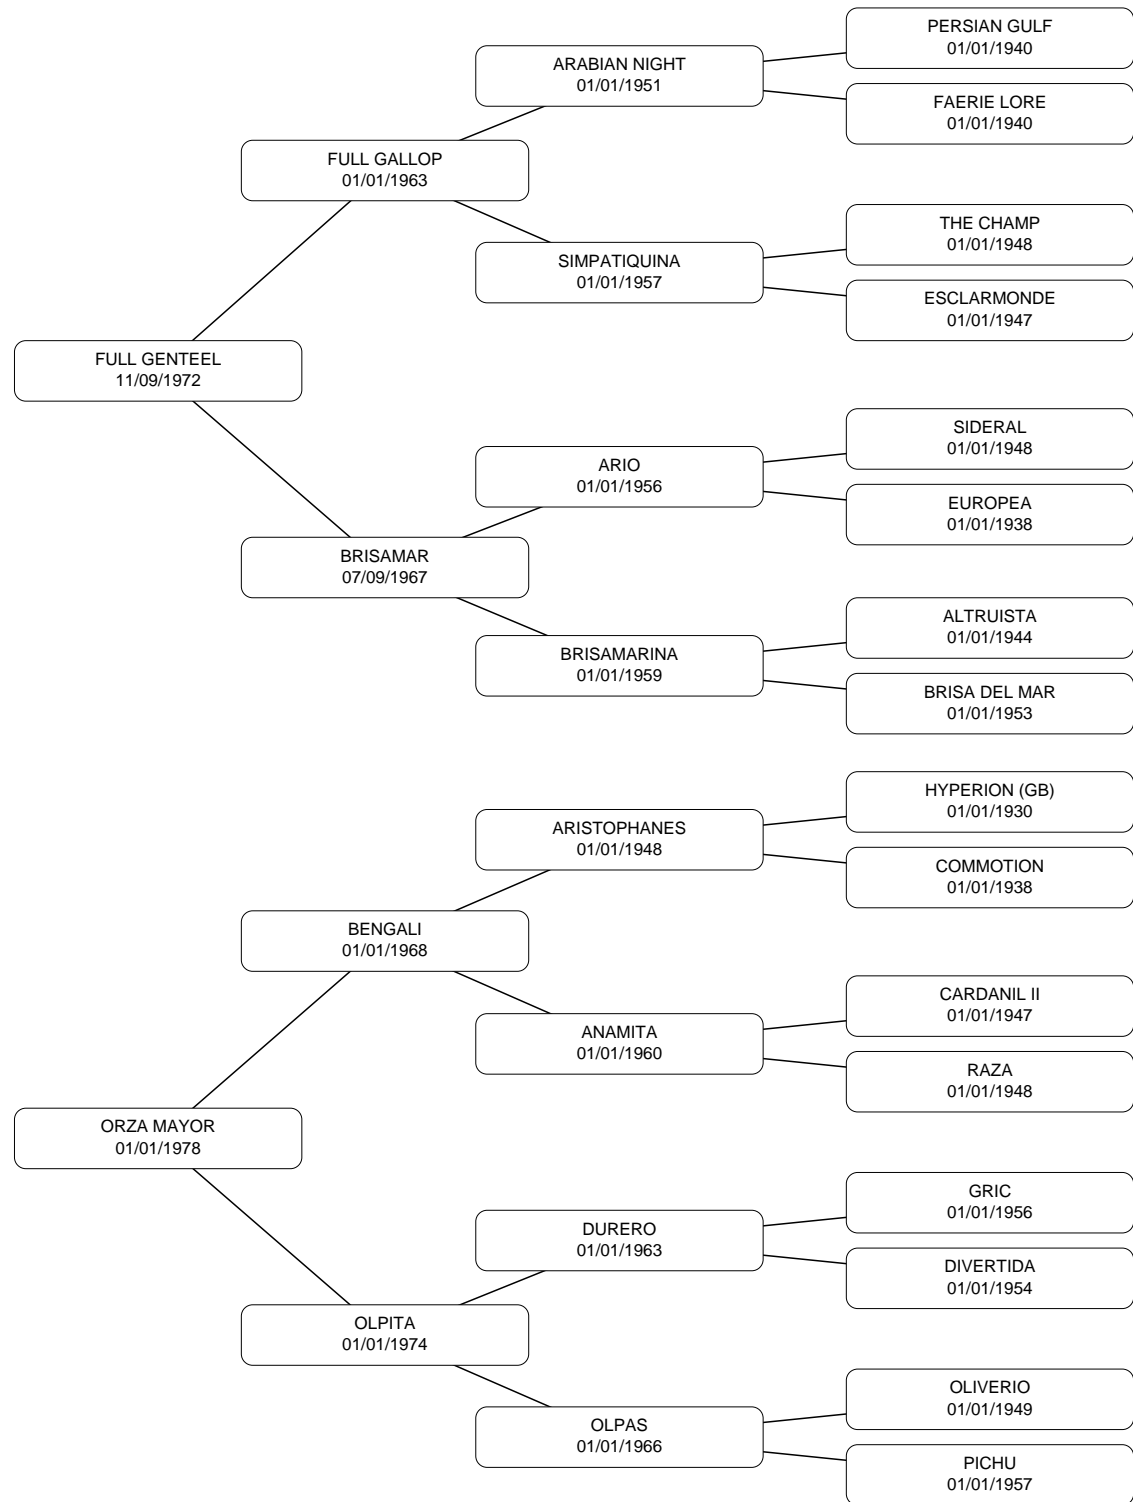 PERSIAN GULF
01/01/1940
ARABIAN NIGHT
01/01/1951
FAERIE LORE
01/01/1940
FULL GALLOP
01/01/1963
THE CHAMP
01/01/1948
SIMPATIQUINA
01/01/1957
ESCLARMONDE
01/01/1947
FULL GENTEEL
11/09/1972
SIDERAL
01/01/1948
ARIO
01/01/1956
EUROPEA
01/01/1938
BRISAMAR
07/09/1967
ALTRUISTA
01/01/1944
BRISAMARINA
01/01/1959
BRISA DEL MAR
01/01/1953
HYPERION (GB)
01/01/1930
ARISTOPHANES
01/01/1948
COMMOTION
01/01/1938
BENGALI
01/01/1968
CARDANIL II
01/01/1947
ANAMITA
01/01/1960
RAZA
01/01/1948
ORZA MAYOR
01/01/1978
GRIC
01/01/1956
DURERO
01/01/1963
DIVERTIDA
01/01/1954
OLPITA
01/01/1974
OLIVERIO
01/01/1949
OLPAS
01/01/1966
PICHU
01/01/1957